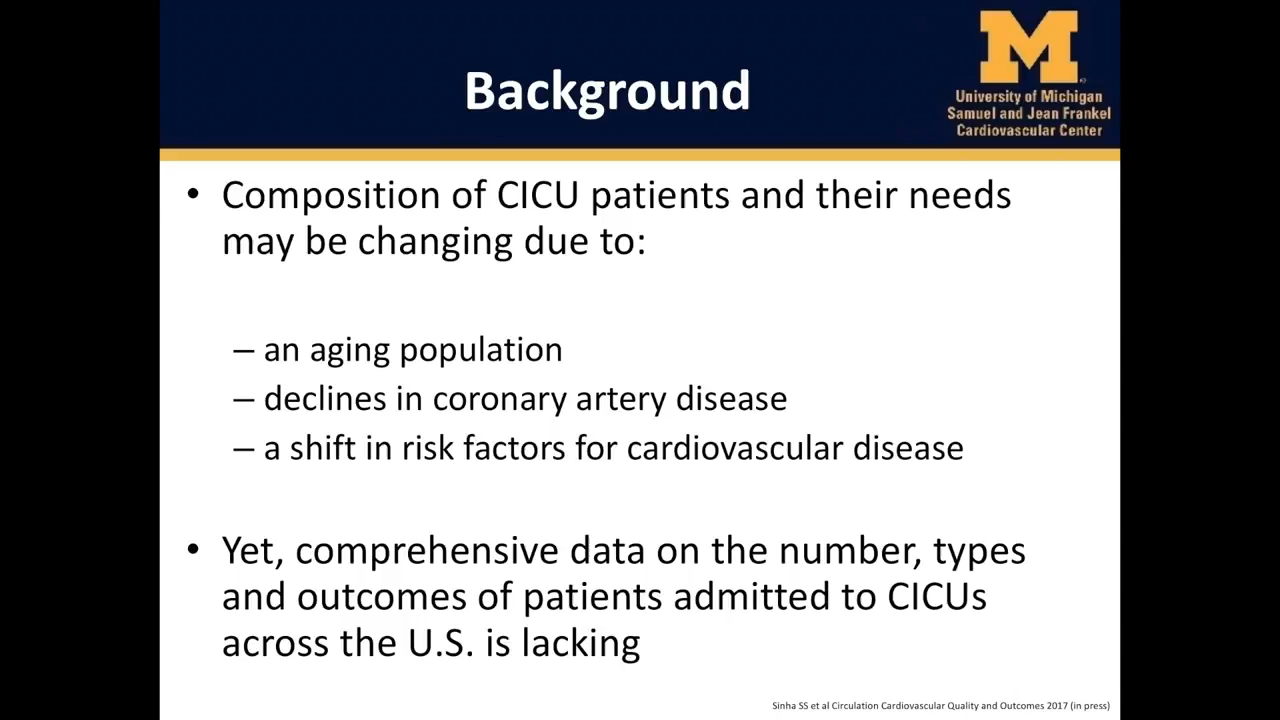 Background
M
University of Michigan
Samuel and Jean Frankel
Cardiovascular Center
• Composition of CICU patients and their needs
may be changing due to:
– an aging population
– declines in coronary artery disease
– a shift in risk factors for cardiovascular disease
• Yet, comprehensive data on the number, types
and outcomes of patients admitted to CICUs
across the U.S. is lacking
Sinha SS et al Circulation Cardiovascular Quality and Outcomes 2017 (in press)